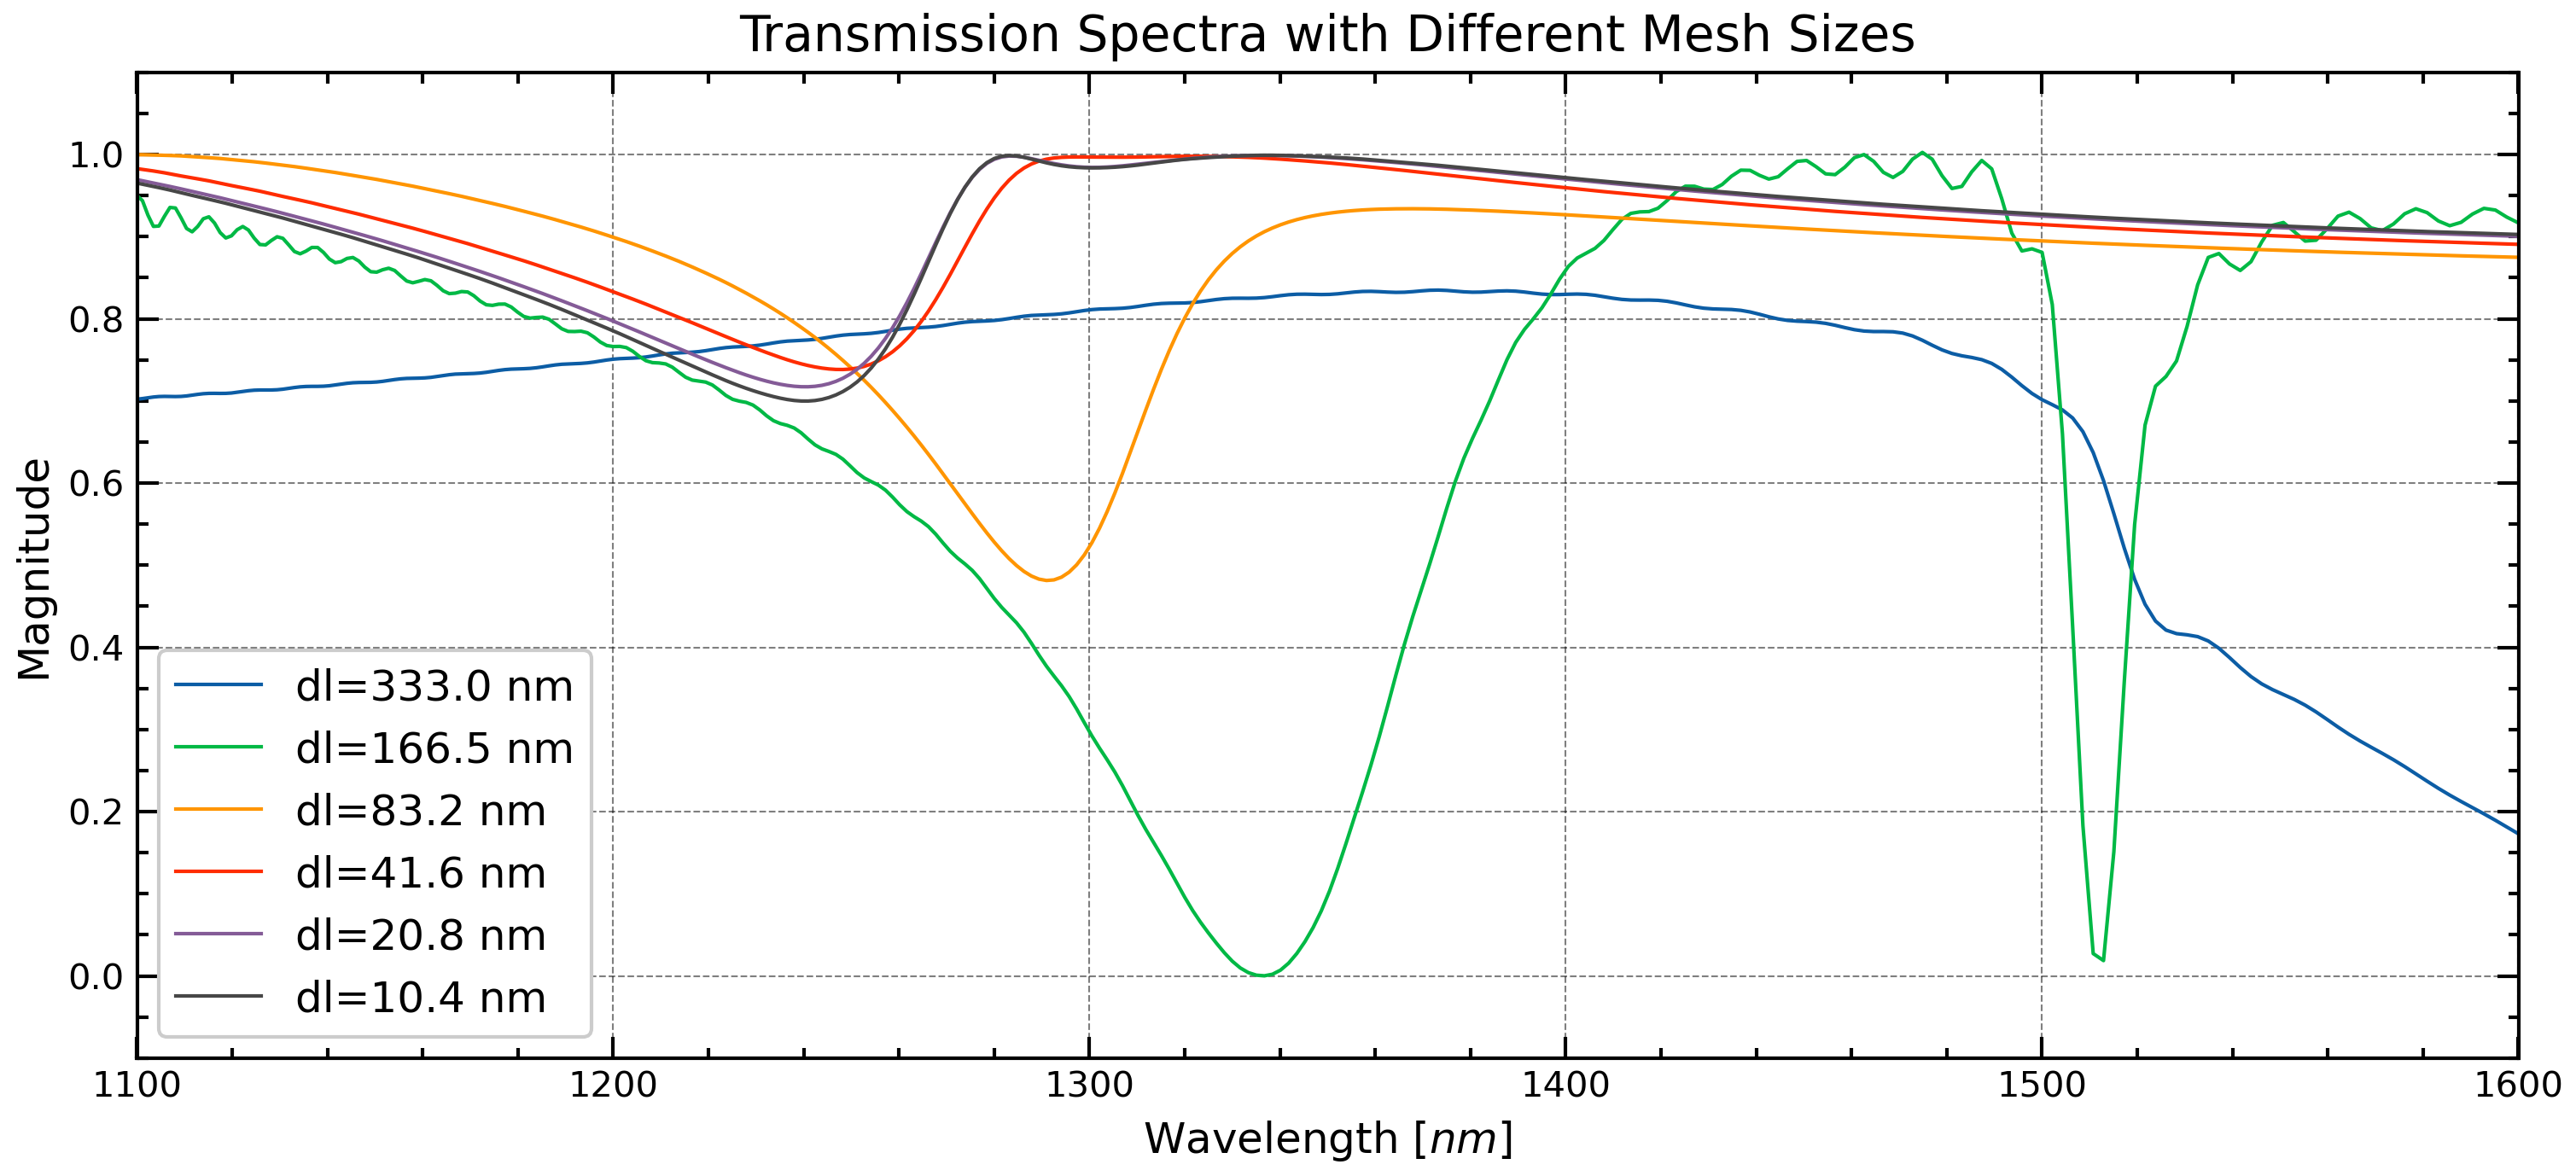 Transmission Spectra with Different Mesh Sizes
Magnitude
1.0
0.8
0.6
0.4
0.2
0.0
dl=333.0 nm
dl=166.5 nm
dl=83.2 nm
dl=41.6 nm
dl=20.8 nm
dl=10.4 nm
1100 1200 1300 1400 1500 1600
Wavelength [nm]